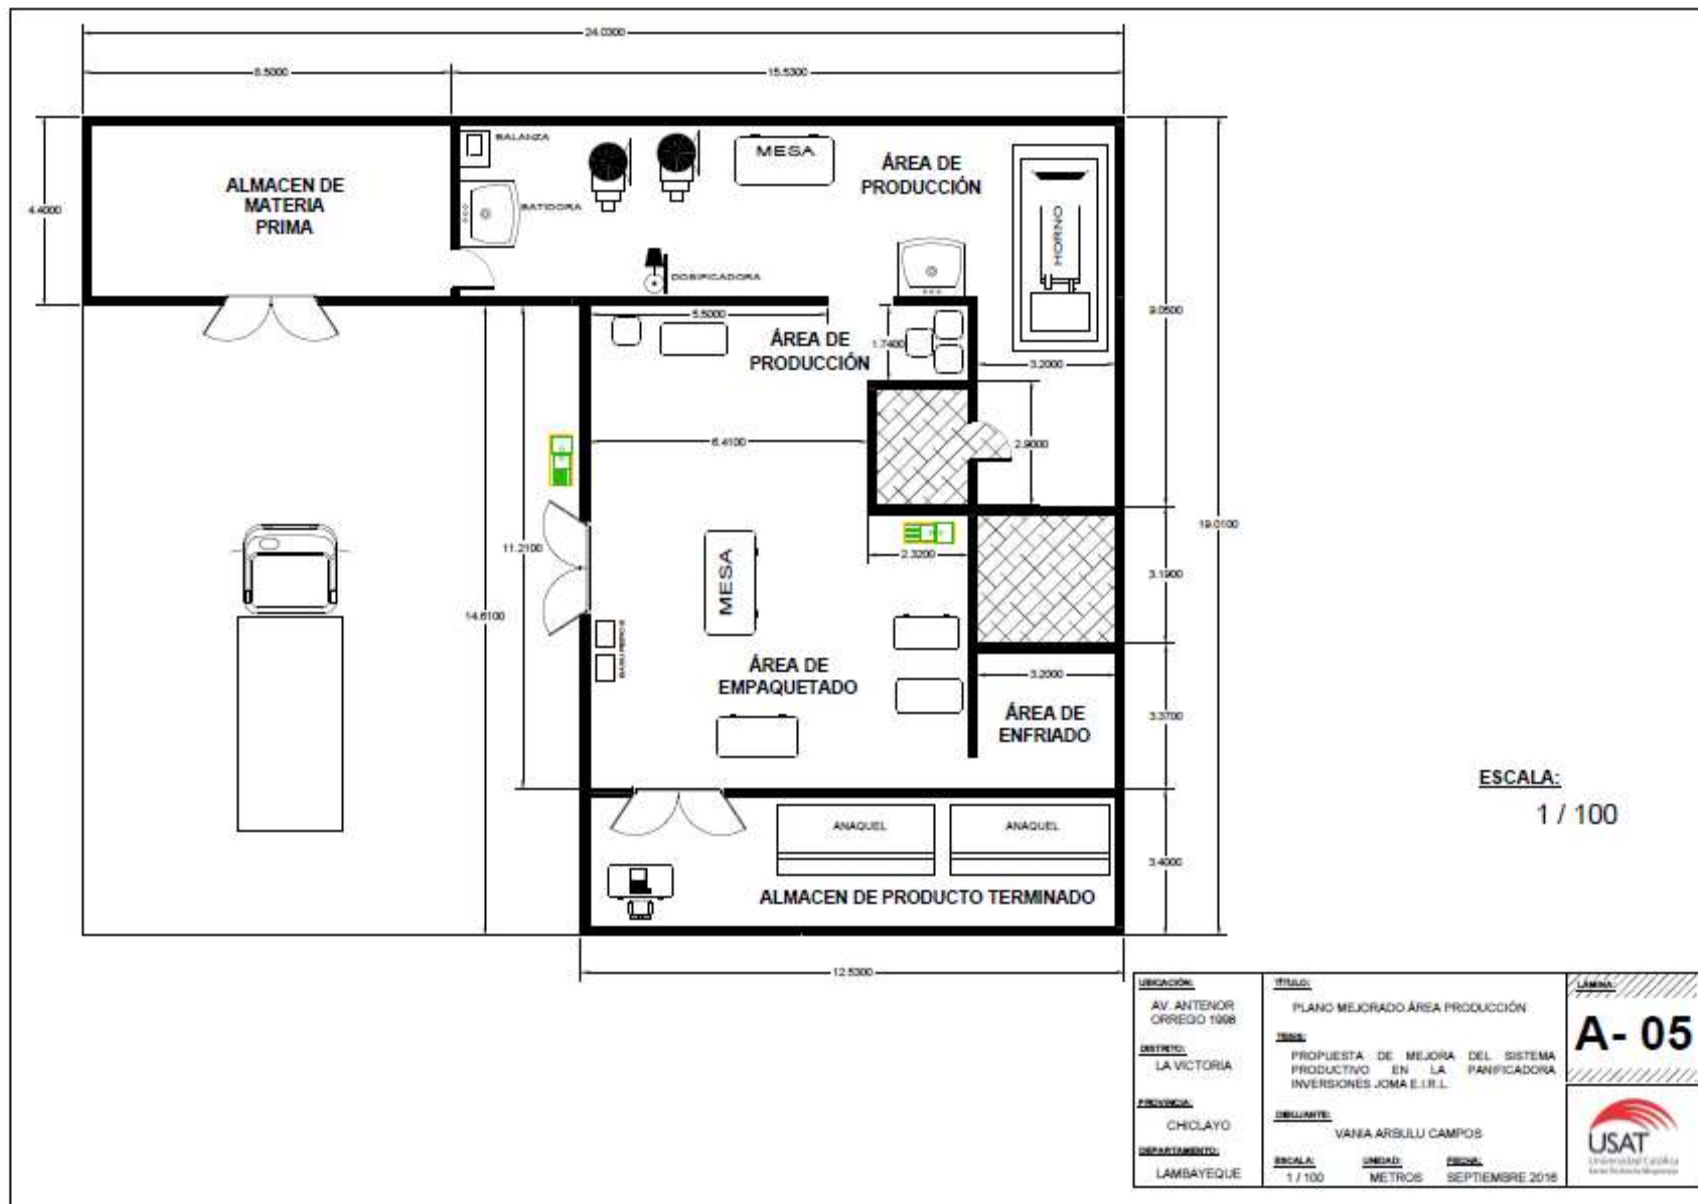 24.0300
8.5000
15.5300
BALANZA
MESA
ÁREA DE
PRODUCCIÓN
ALMACEN DE
MATERIA
PRIMA
4.4000
BATIDORA
HORNO
DOSIFICADORA
5.5000
ÁREA DE
PRODUCCIÓN
1.7400
3.2000
9.0500
6.4100
2.9000
19.0100
11.2100
MESA
2.3200
3.1900
14.6100
BASUREROS
ÁREA DE
EMPAQUETADO
3.2000
ÁREA DE
ENFRIADO
3.3700
ESCALA:
1 / 100
ANAQUEL
ANAQUEL
3.4000
ALMACEN DE PRODUCTO TERMINADO
12.5300
UBICACIÓN:
AV. ANTENOR
ORREGO 1998
DISTRITO:
LA VICTORIA
PROVINCIA:
CHICLAYO
DEPARTAMENTO:
LAMBAYEQUE
TÍTULO:
PLANO MEJORADO ÁREA PRODUCCIÓN
TESIS:
PROPUESTA DE MEJORA DEL SISTEMA
PRODUCTIVO EN LA PANIFICADORA
INVERSIONES JOMA E.I.R.L.
DIBUJANTE:
VANIA ARBULU CAMPOS
ESCALA:
1 / 100
UNIDAD:
METROS
FECHA:
SEPTIEMBRE 2016
LÁMINA:
A- 05
USAT
Universidad Católica